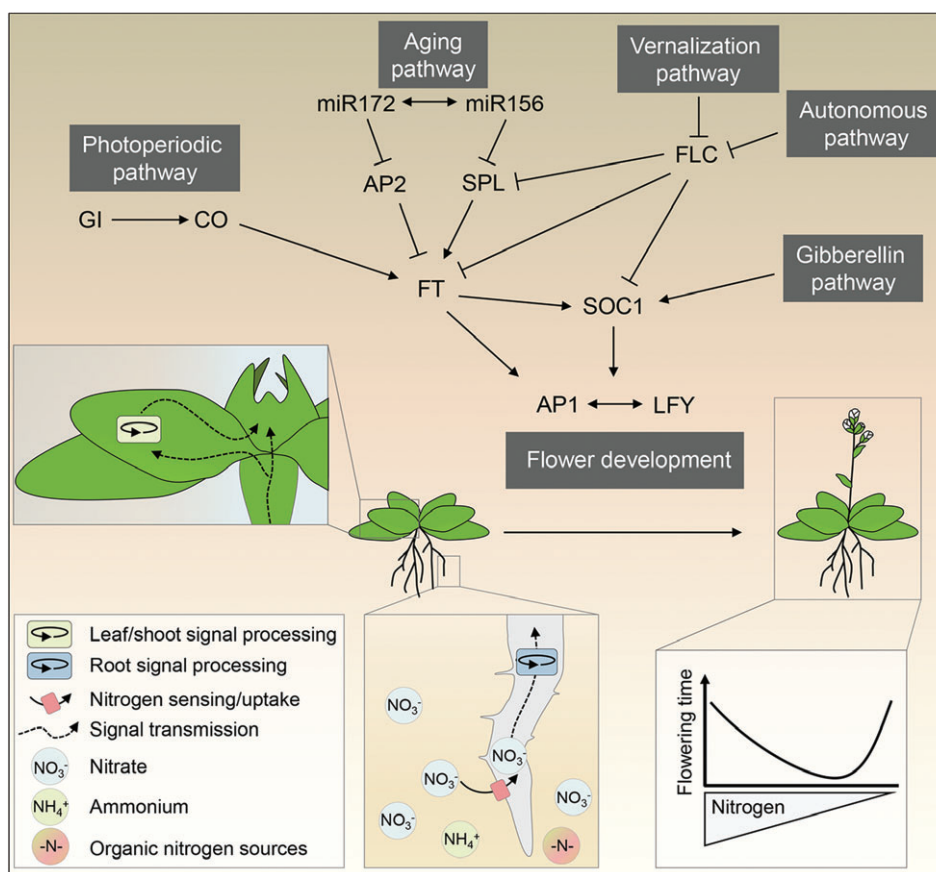 Aging
pathway
miR172
miR156
Vernalization
pathway
Autonomous
pathway
Photoperiodic
pathway
AP2
SPL
FLC
GI
CO
FT
SOC1
Gibberellin
pathway
AP1
LFY
Flower development
Leaf/shoot signal processing
Root signal processing
Nitrogen sensing/uptake
Signal transmission
NO₃⁻ Nitrate
NH₄⁺ Ammonium
-N- Organic nitrogen sources
NO₃⁻
NO₃⁻
NO₃⁻
NO₃⁻
NO₃⁻
NH₄⁺
-N-
Flowering time
Nitrogen